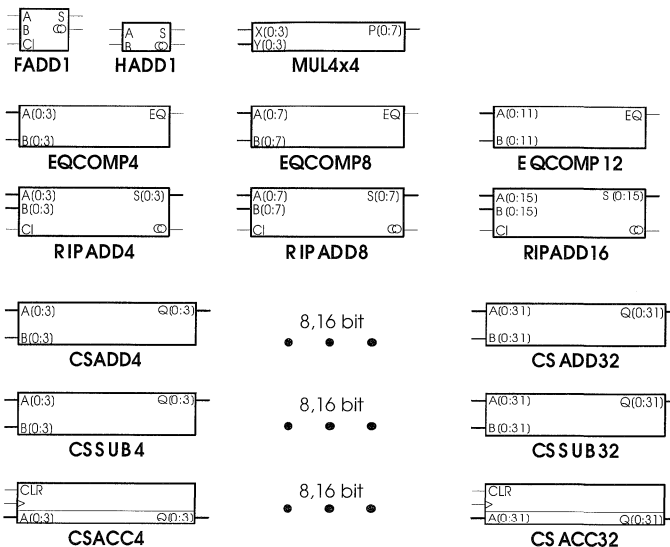 A S
B CO
CI
FADD1
A S
B CO
HADD1
X(0:3) P(0:7)
Y(0:3)
MUL4x4
A(0:3) EQ
B(0:3)
EQCOMP4
A(0:7) EQ
B(0:7)
EQCOMP8
A(0:11) EQ
B(0:11)
EQCOMP12
A(0:3) S(0:3)
B(0:3)
CI CO
RIPADD4
A(0:7) S(0:7)
B(0:7)
CI CO
RIPADD8
A(0:15) S(0:15)
B(0:15)
CI CO
RIPADD16
A(0:3) Q(0:3)
B(0:3)
CSADD4
8,16 bit
A(0:31) Q(0:31)
B(0:31)
CSADD32
A(0:3) Q(0:3)
B(0:3)
CSSUB4
8,16 bit
A(0:31) Q(0:31)
B(0:31)
CSSUB32
CLR
A(0:3) Q(0:3)
CSACC4
8,16 bit
CLR
A(0:31) Q(0:31)
CSACC32